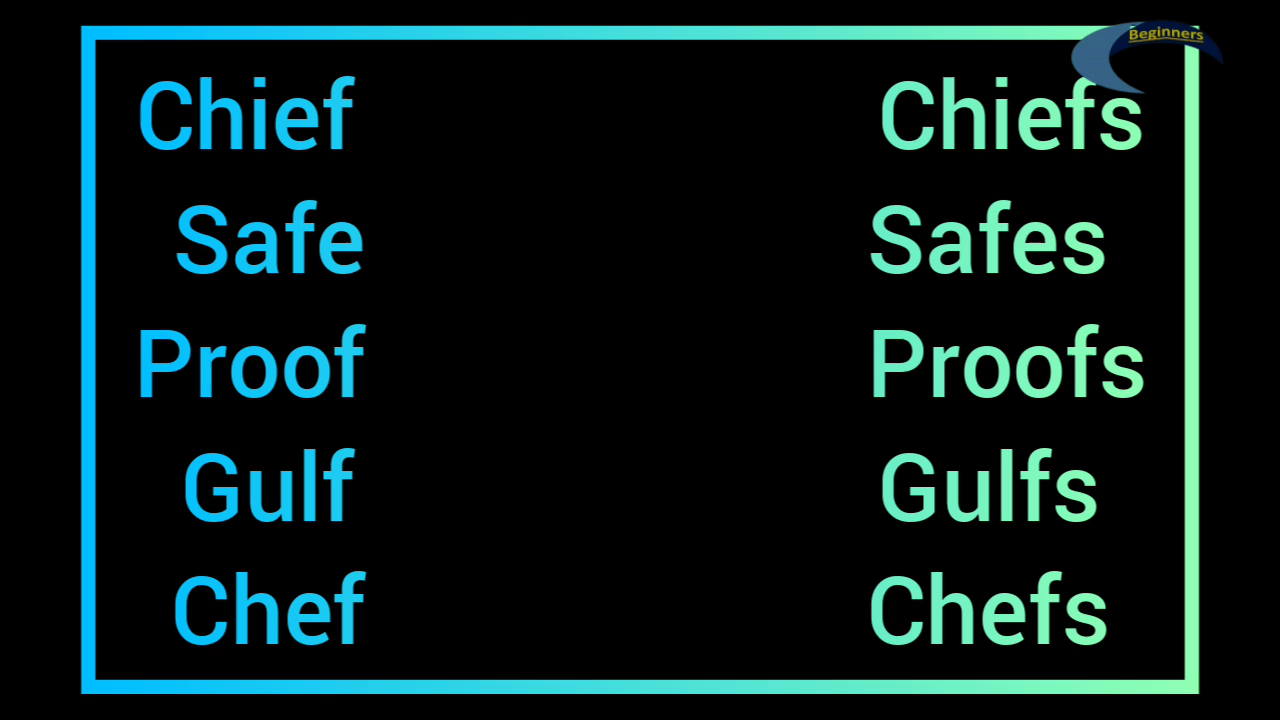 Beginners
Chief Chiefs
Safe Safes
Proof Proofs
Gulf Gulfs
Chef Chefs